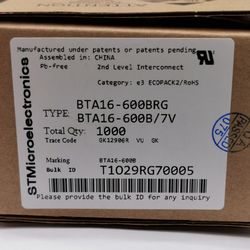 Manufactured under patents or patents pending
Assembled in: CHINA
Pb-free 2nd Level Interconnect
Category: e3 ECOPACK2/RoHS
BTA16-600BRG
TYPE: BTA16-600B/7V
Total Qty: 1000
Trace Code GK12906R VU GK
Marking BTA16-600B
Bulk ID T1O29RG70005
Please provide the bulk ID for any inquiry
STMicroelectronics